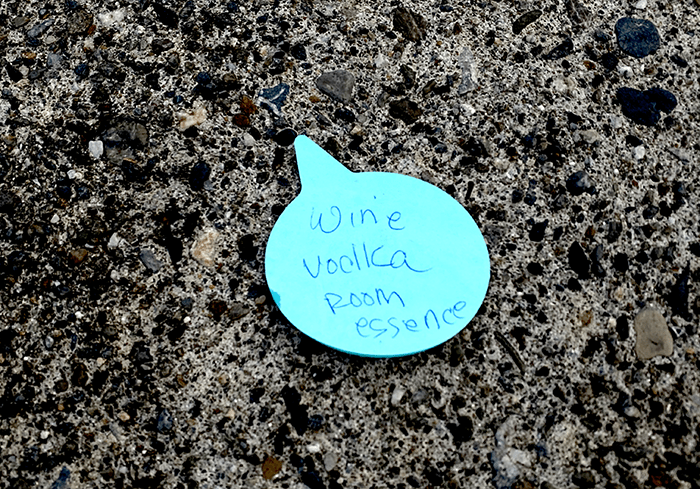 wine
vodka
Room
essence